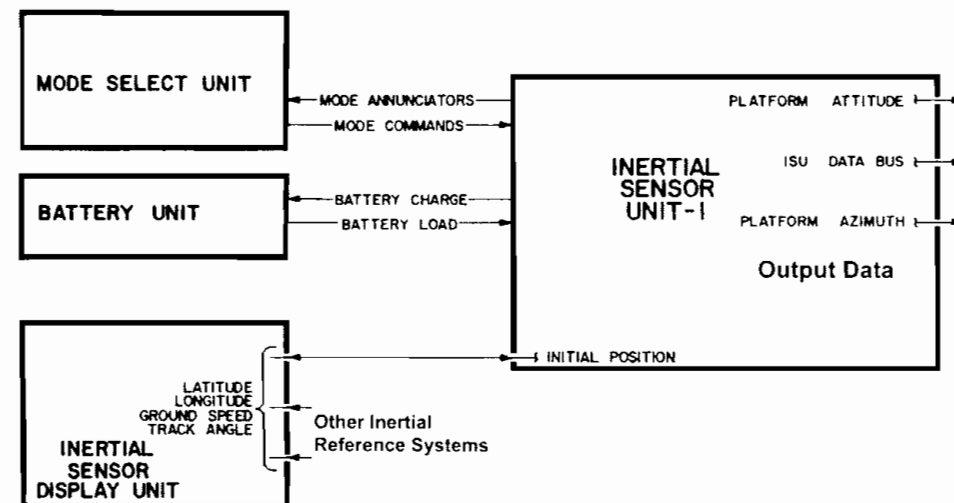 MODE SELECT UNIT
MODE ANNUNCIATORS
MODE COMMANDS
BATTERY UNIT
BATTERY CHARGE
BATTERY LOAD
PLATFORM ATTITUDE
INERTIAL
SENSOR
UNIT-1
ISU DATA BUS
PLATFORM AZIMUTH
Output Data
INITIAL POSITION
LATITUDE
LONGITUDE
GROUND SPEED
TRACK ANGLE
Other Inertial
Reference Systems
INERTIAL
SENSOR
DISPLAY UNIT